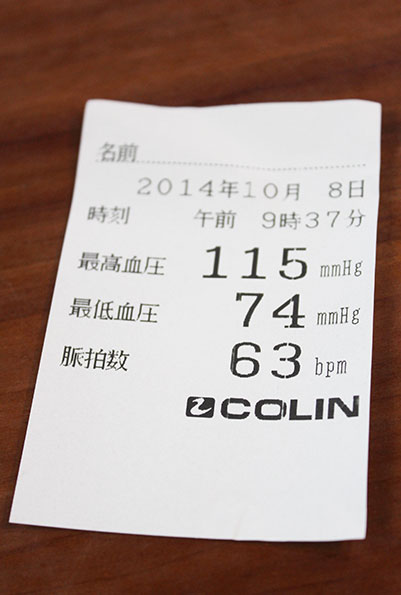 名前
2014年10月 8日
時刻 午前 9時37分
最高血圧 115 mmHg
最低血圧 74 mmHg
脈拍数 63 bpm
COLIN